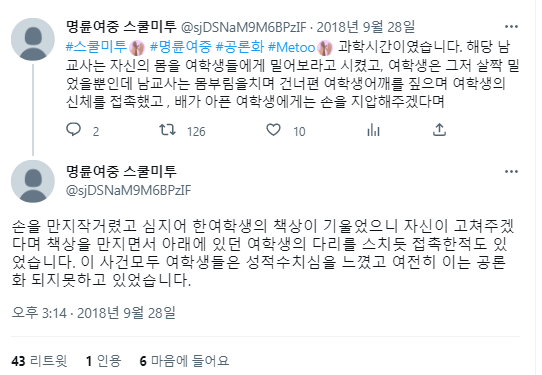 명륜여중 스쿨미투 @sjDSNaM9M6BPzIF · 2018년 9월 28일
#스쿨미투 #명륜여중 #공론화 #Metoo 과학시간이였습니다. 해당 남
교사는 자신의 몸을 여학생들에게 밀어보라고 시켰고, 여학생은 그저 살짝 밀
었을뿐인데 남교사는 몸부림을치며 건너편 여학생어깨를 짚으며 여학생의
신체를 접촉했고 , 배가 아픈 여학생에게는 손을 지압해주겠다며
2 126 10
명륜여중 스쿨미투
@sjDSNaM9M6BPzIF
손을 만지작거렸고 심지어 한여학생의 책상이 기울었으니 자신이 고쳐주겠
다며 책상을 만지면서 아래에 있던 여학생의 다리를 스치듯 접촉한적도 있
었습니다. 이 사건모두 여학생들은 성적수치심을 느꼈고 여전히 이는 공론
화 되지못하고 있었습니다.
오후 3:14 · 2018년 9월 28일
43 리트윗 1 인용 6 마음에 들어요